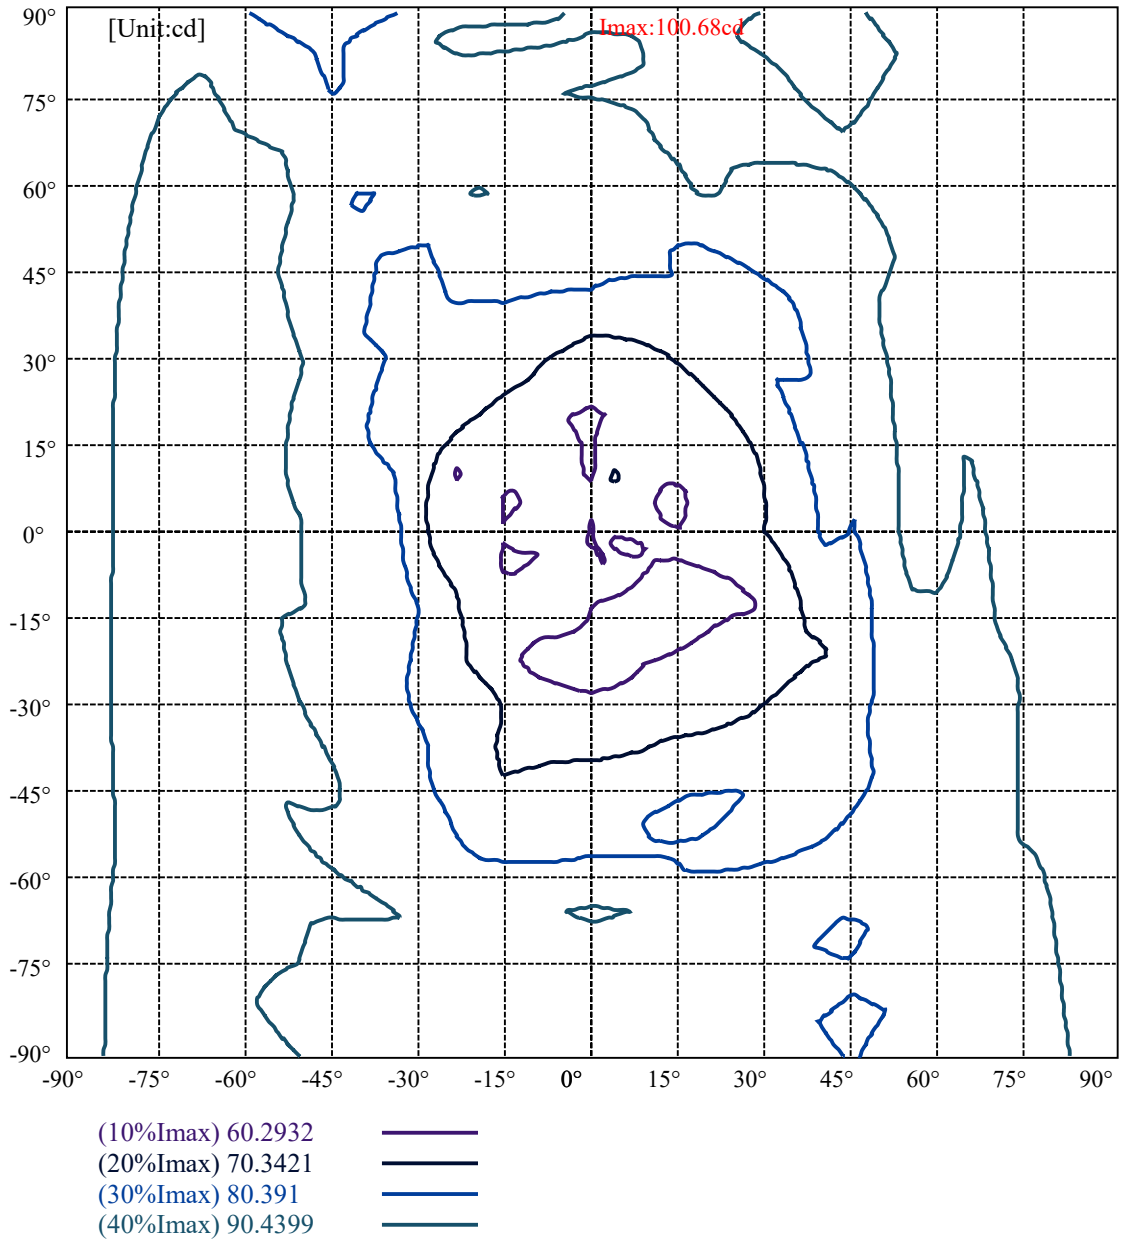 90°
[Unit:cd]
Imax:100.68cd
75°
60°
45°
30°
15°
0°
-15°
-30°
-45°
-60°
-75°
-90°
-90° -75° -60° -45° -30° -15° 0° 15° 30° 45° 60° 75° 90°
(10%Imax) 60.2932
(20%Imax) 70.3421
(30%Imax) 80.391
(40%Imax) 90.4399